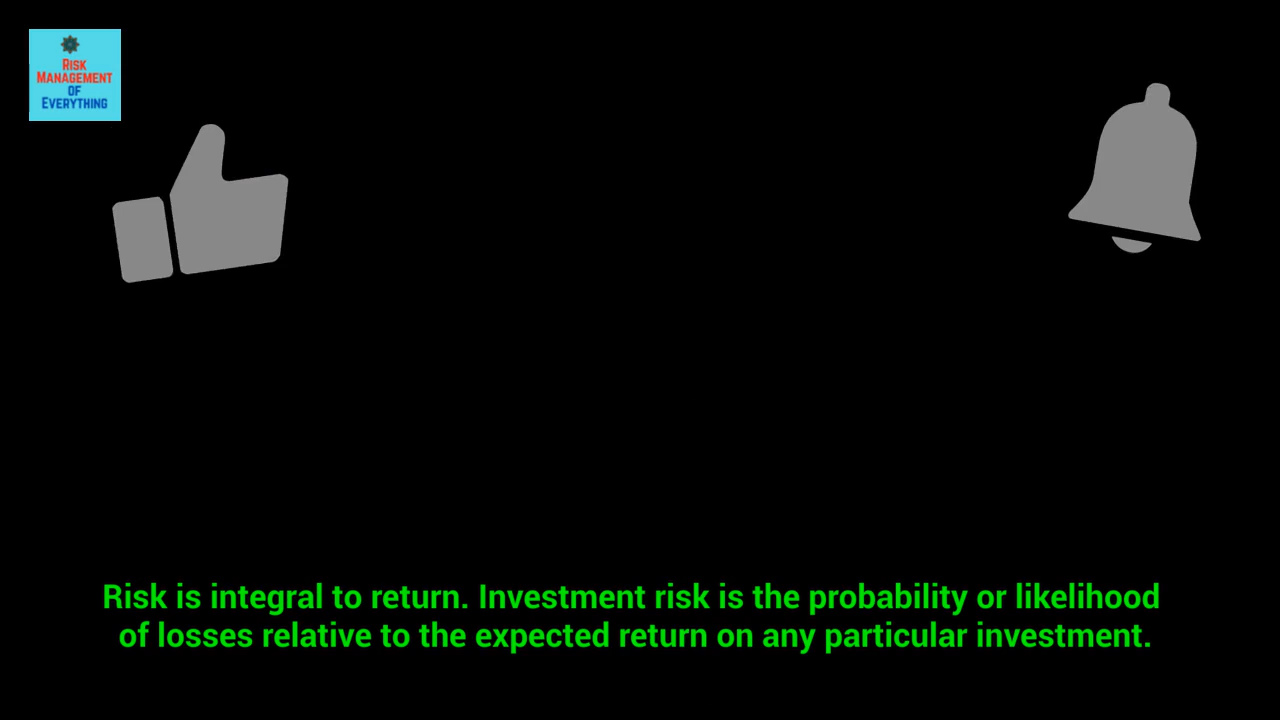 Risk
Management
of
Everything
Risk is integral to return. Investment risk is the probability or likelihood
of losses relative to the expected return on any particular investment.